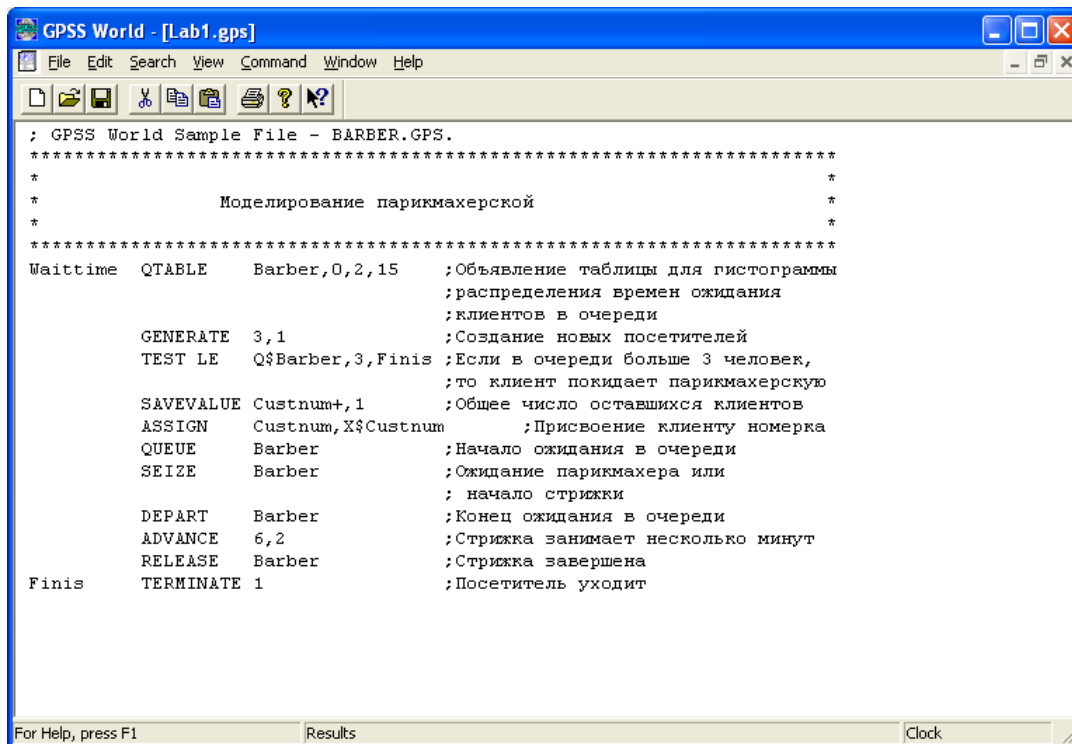 GPSS World - [Lab1.gps]
File Edit Search View Command Window Help
; GPSS World Sample File - BARBER.GPS.
************************************************************************
* *
* Моделирование парикмахерской *
* *
************************************************************************
Waittime QTABLE Barber,0,2,15 ;Объявление таблицы для гистограммы
;распределения времен ожидания
;клиентов в очереди
GENERATE 3,1 ;Создание новых посетителей
TEST LE Q$Barber,3,Finis ;Если в очереди больше 3 человек,
;то клиент покидает парикмахерскую
SAVEVALUE Custnum+,1 ;Общее число оставшихся клиентов
ASSIGN Custnum,X$Custnum ;Присвоение клиенту номерка
QUEUE Barber ;Начало ожидания в очереди
SEIZE Barber ;Ожидание парикмахера или
; начало стрижки
DEPART Barber ;Конец ожидания в очереди
ADVANCE 6,2 ;Стрижка занимает несколько минут
RELEASE Barber ;Стрижка завершена
Finis TERMINATE 1 ;Посетитель уходит
For Help, press F1 Results Clock